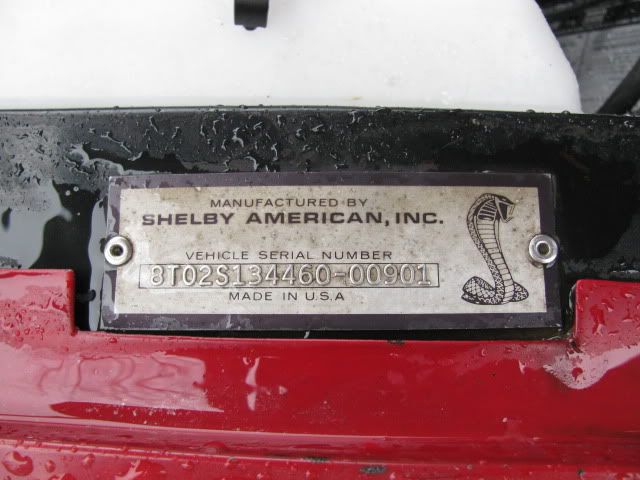 MANUFACTURED BY
SHELBY AMERICAN, INC.
VEHICLE SERIAL NUMBER
8T02S134460-00901
MADE IN U.S.A